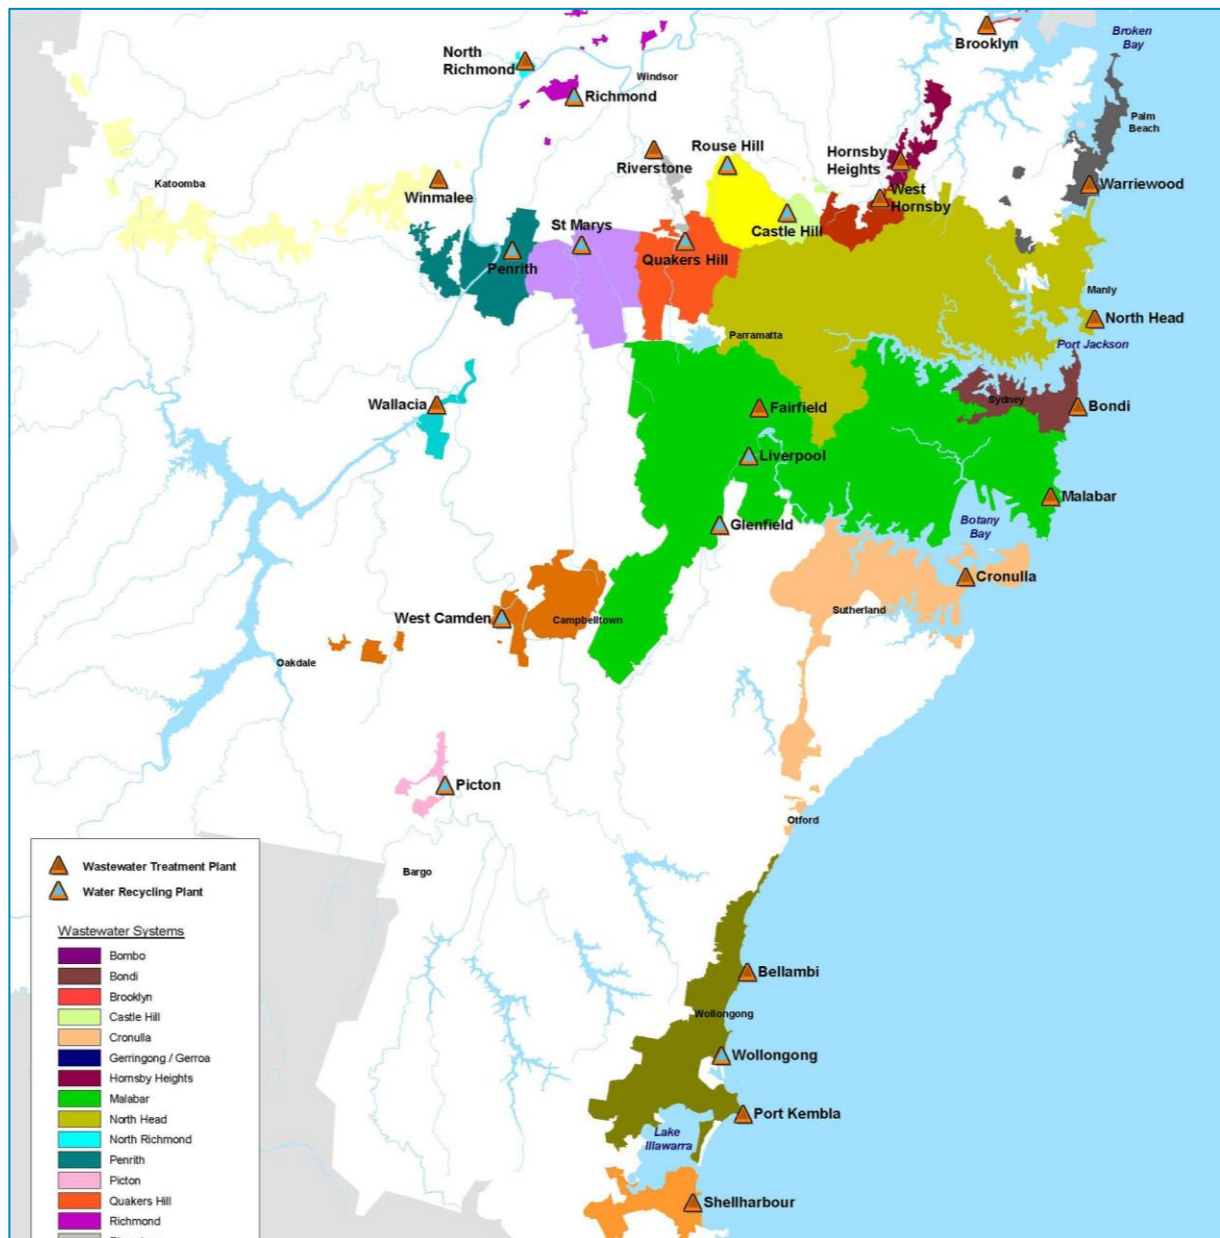 Broken
Bay
Brooklyn
North
Richmond
Windsor
Richmond
Palm
Beach
Rouse Hill
Riverstone
Hornsby
Heights
Katoomba
Winmalee
Warriewood
West
Hornsby
St Marys
Castle Hill
Penrith
Quakers Hill
Manly
North Head
Parramatta
Port Jackson
Wallacia
Fairfield
Sydney
Bondi
Liverpool
Malabar
Glenfield
Botany
Bay
Cronulla
Sutherland
West Camden
Campbelltown
Oakdale
Picton
Otford
Bargo
Bellambi
Wollongong
Wollongong
Port Kembla
Lake
Illawarra
Shellharbour
Wastewater Treatment Plant
Water Recycling Plant
Wastewater Systems
Bombo
Bondi
Brooklyn
Castle Hill
Cronulla
Gerringong / Gerroa
Hornsby Heights
Malabar
North Head
North Richmond
Penrith
Picton
Quakers Hill
Richmond